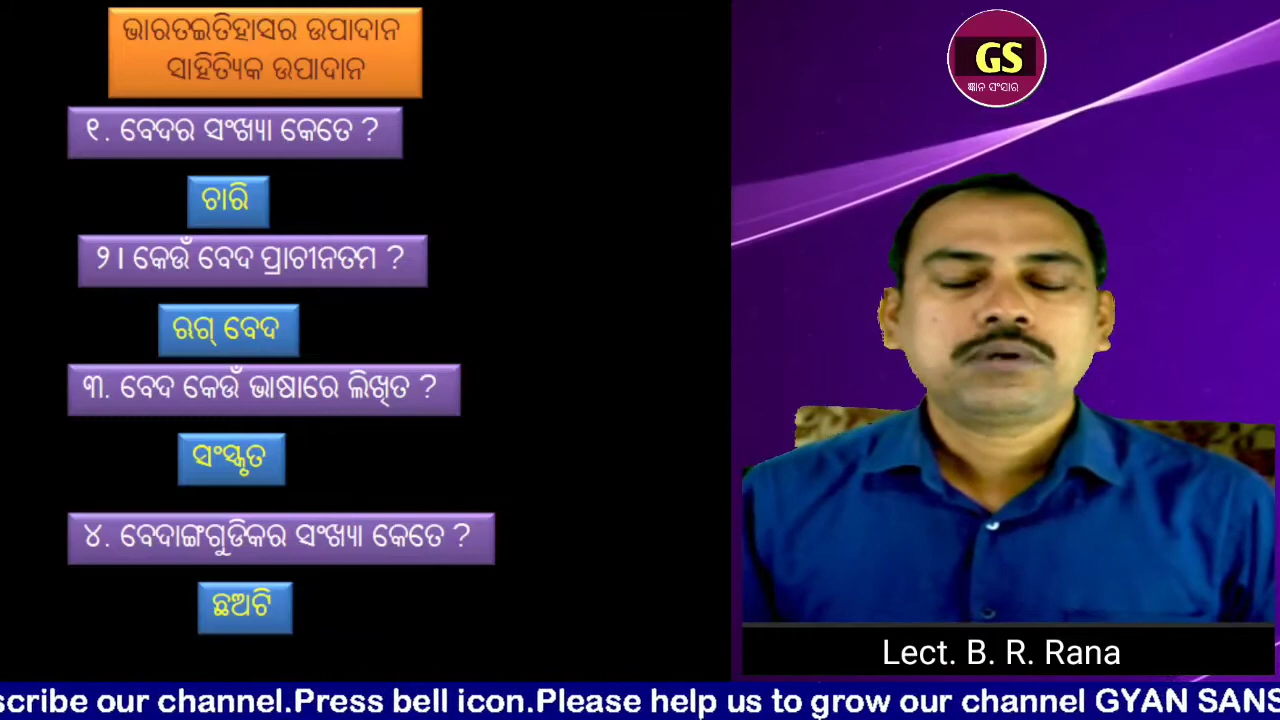 ଭାରତଇତିହାସର ଉପାଦାନ
ସାହିତ୍ୟିକ ଉପାଦାନ
୧. ବେଦର ସଂଖ୍ୟା କେତେ ?
ଚାରି
୨। କେଉଁ ବେଦ ପ୍ରାଚୀନତମ ?
ଋଗ୍ ବେଦ
୩. ବେଦ କେଉଁ ଭାଷାରେ ଲିଖିତ ?
ସଂସ୍କୃତ
୪. ବେଦାଙ୍ଗଗୁଡିକର ସଂଖ୍ୟା କେତେ ?
ଛଅଟି
GS
ଜ୍ଞାନ ସଂସାର
Lect. B. R. Rana
scribe our channel.Press bell icon.Please help us to grow our channel GYAN SANS